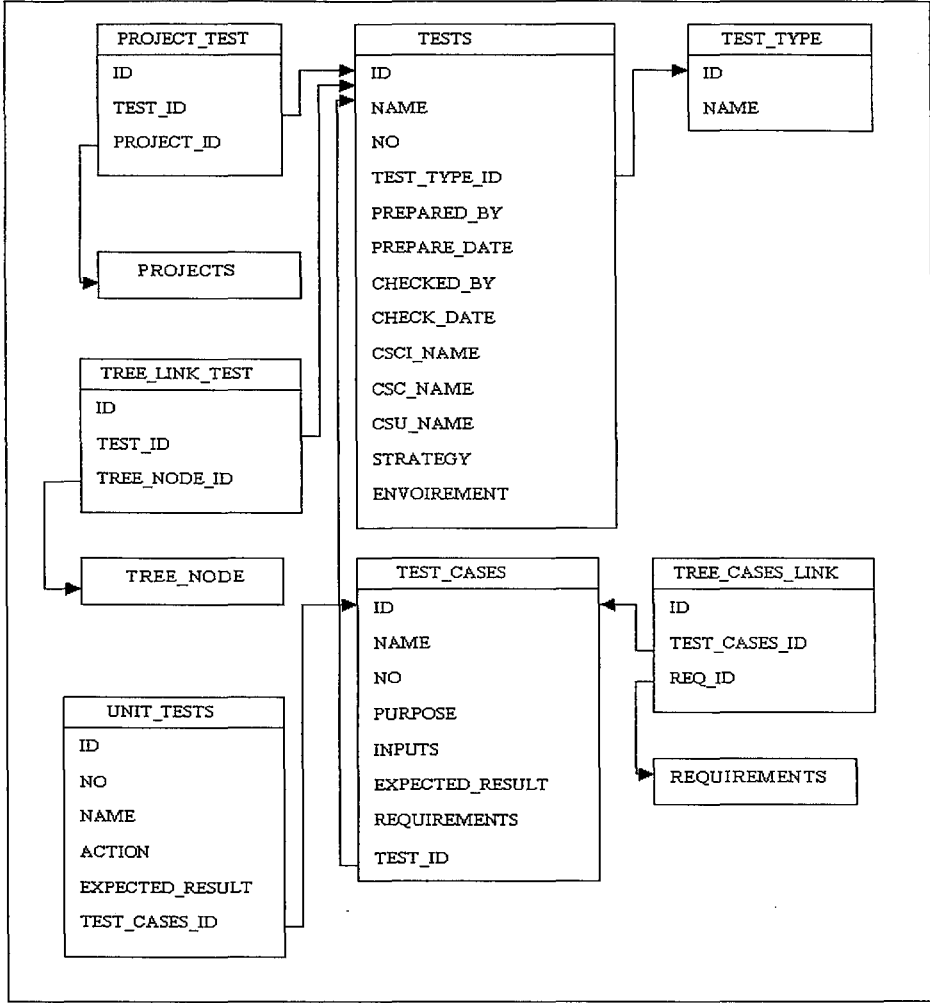 PROJECT_TEST
ID
TEST_ID
PROJECT_ID
PROJECTS
TREE_LINK_TEST
ID
TEST_ID
TREE_NODE_ID
TREE_NODE
UNIT_TESTS
ID
NO
NAME
ACTION
EXPECTED_RESULT
TEST_CASES_ID
TESTS
ID
NAME
NO
TEST_TYPE_ID
PREPARED_BY
PREPARE_DATE
CHECKED_BY
CHECK_DATE
CSCI_NAME
CSC_NAME
CSU_NAME
STRATEGY
ENVOIREMENT
TEST_CASES
ID
NAME
NO
PURPOSE
INPUTS
EXPECTED_RESULT
REQUIREMENTS
TEST_ID
TEST_TYPE
ID
NAME
TREE_CASES_LINK
ID
TEST_CASES_ID
REQ_ID
REQUIREMENTS